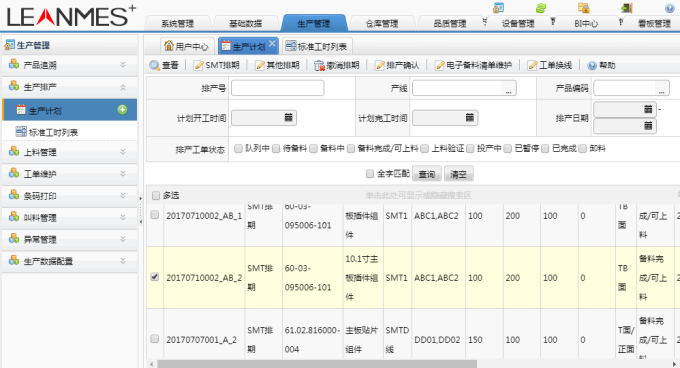 LEANMES+
系统管理 基础数据 生产管理 仓库管理 品质管理 设备管理 BI中心 看板管理
生产管理
用户中心 生产计划 标准工时列表
产品追溯
查看 SMT排期 其他排期 撤消排期 排产确认 电子备料清单维护 工单换线 帮助
生产排产
排产号 产线 ... 产品编码 ...
生产计划
计划开工时间 计划完工时间 排产日期 -
标准工时列表
上料管理
排产工单状态 队列中 待备料 备料中 备料完成/可上料 上料验证 投产中 已暂停 已完成 卸料
工单维护
全字匹配 查询 清空
条码打印
多选 单击此处可显示或隐藏搜索区
叫料管理
20170710002_AB_1 SMT排期 60-03-095006-101 板插件组件 SMT1 ABC1,ABC2 100 200 100 0 TB面 完成/可上料
异常管理
生产数据配置
20170710002_AB_2 SMT排期 60-03-095006-101 10.1寸主板插件组件 SMT1 ABC1,ABC2 100 200 100 0 TB面 备料完成/可上料
20170707001_A_2 SMT排期 61.02.816000-004 主板贴片组件 SMTD线 DD01,DD02 150 100 100 0 T面/正面 备料完成/可上料